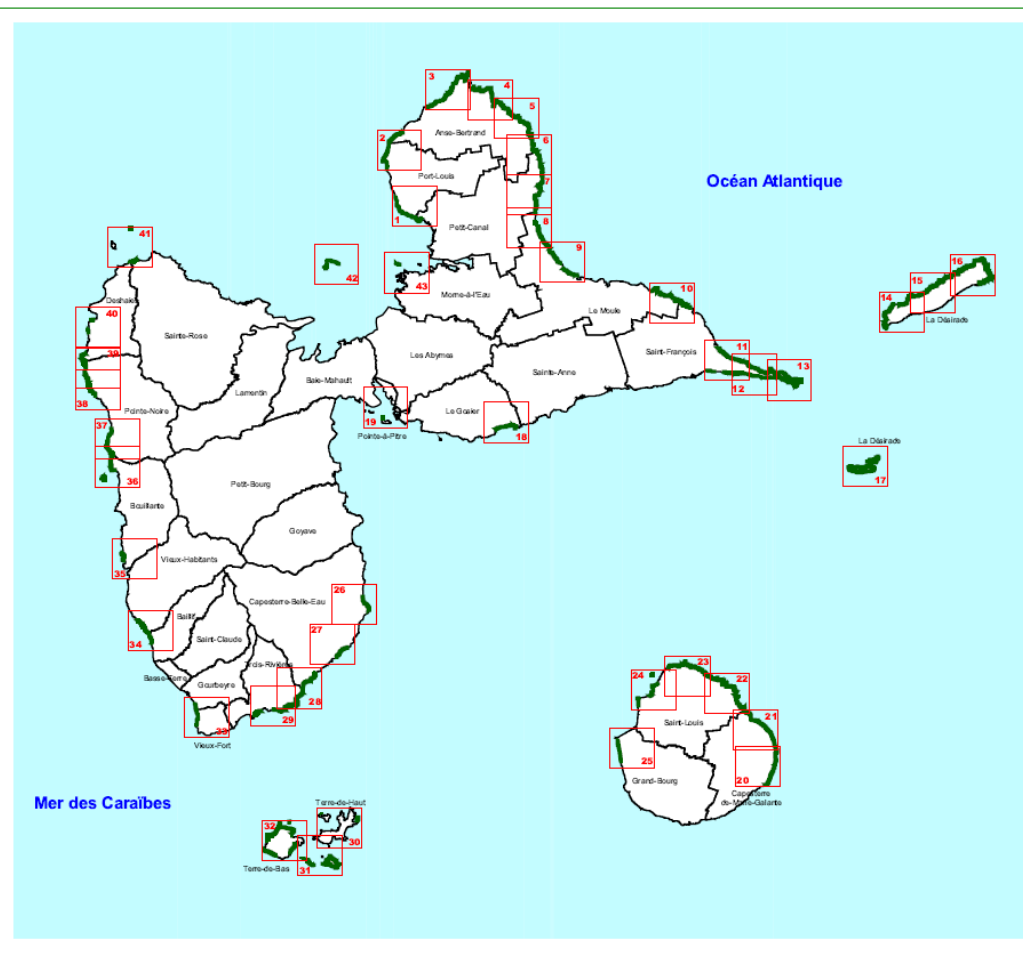 3
4
5
2
Anse-Bertrand
6
Port-Louis
7
Océan Atlantique
1
Petit-Canal
8
41
9
16
42
43
15
Deshaies
Morne-à-l'Eau
10
14
40
Le Moule
La Désirade
Sainte-Rose
39
Les Abymes
Saint-François
11
13
Baie-Mahault
Sainte-Anne
12
Lamentin
38
Pointe-Noire
Le Gosier
19
37
Pointe-à-Pitre
18
La Désirade
36
17
Petit-Bourg
Bouillante
Goyave
Vieux-Habitants
35
26
Capesterre-Belle-Eau
Baillif
27
Saint-Claude
34
Trois-Rivières
23
Basse-Terre
24
22
Gourbeyre
28
29
21
Saint-Louis
33
Vieux-Fort
25
20
Grand-Bourg
Capesterre
de-Marie-Galante
Mer des Caraïbes
Terre-de-Haut
32
30
Terre-de-Bas
31